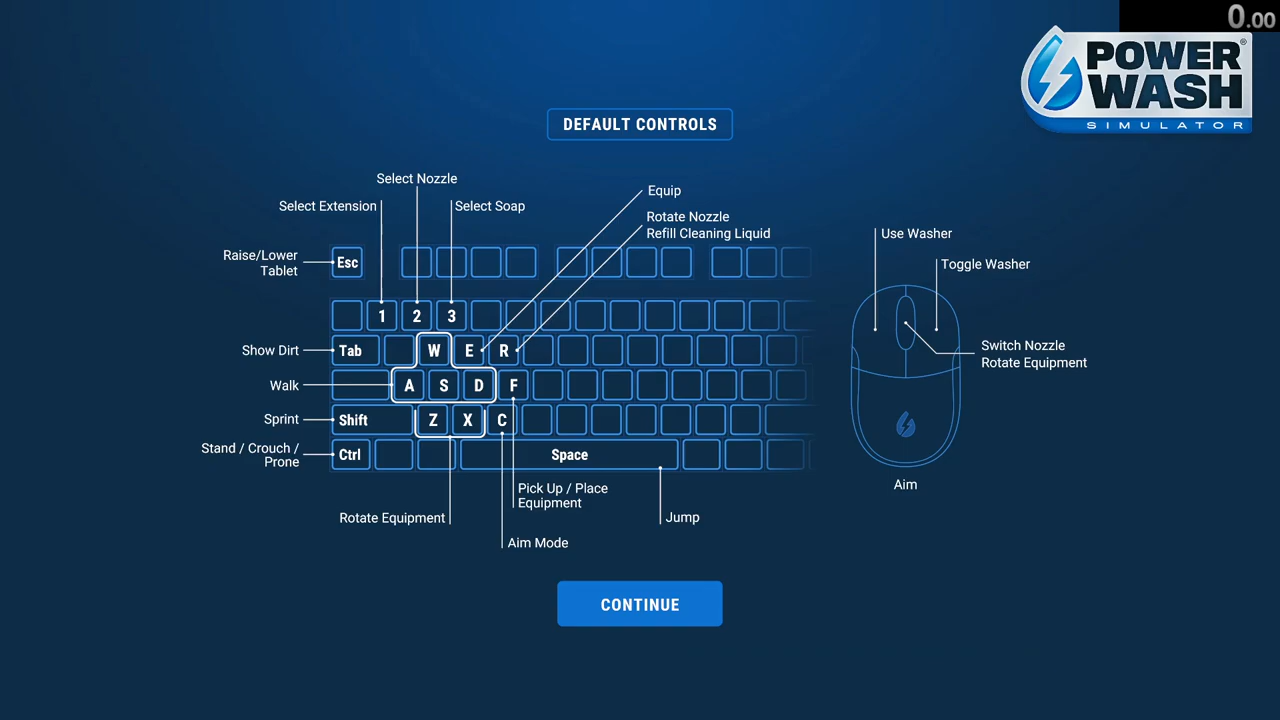 0.00
POWER
WASH
®
SIMULATOR
DEFAULT CONTROLS
Select Nozzle
Select Extension
Select Soap
Equip
Rotate Nozzle
Refill Cleaning Liquid
Raise/Lower
Tablet
Esc
Use Washer
Toggle Washer
1 2 3
Show Dirt
Tab W E R
Switch Nozzle
Rotate Equipment
Walk
A S D F
Sprint
Shift Z X C
Stand / Crouch /
Prone
Ctrl Space
Aim
Pick Up / Place
Equipment
Rotate Equipment
Jump
Aim Mode
CONTINUE